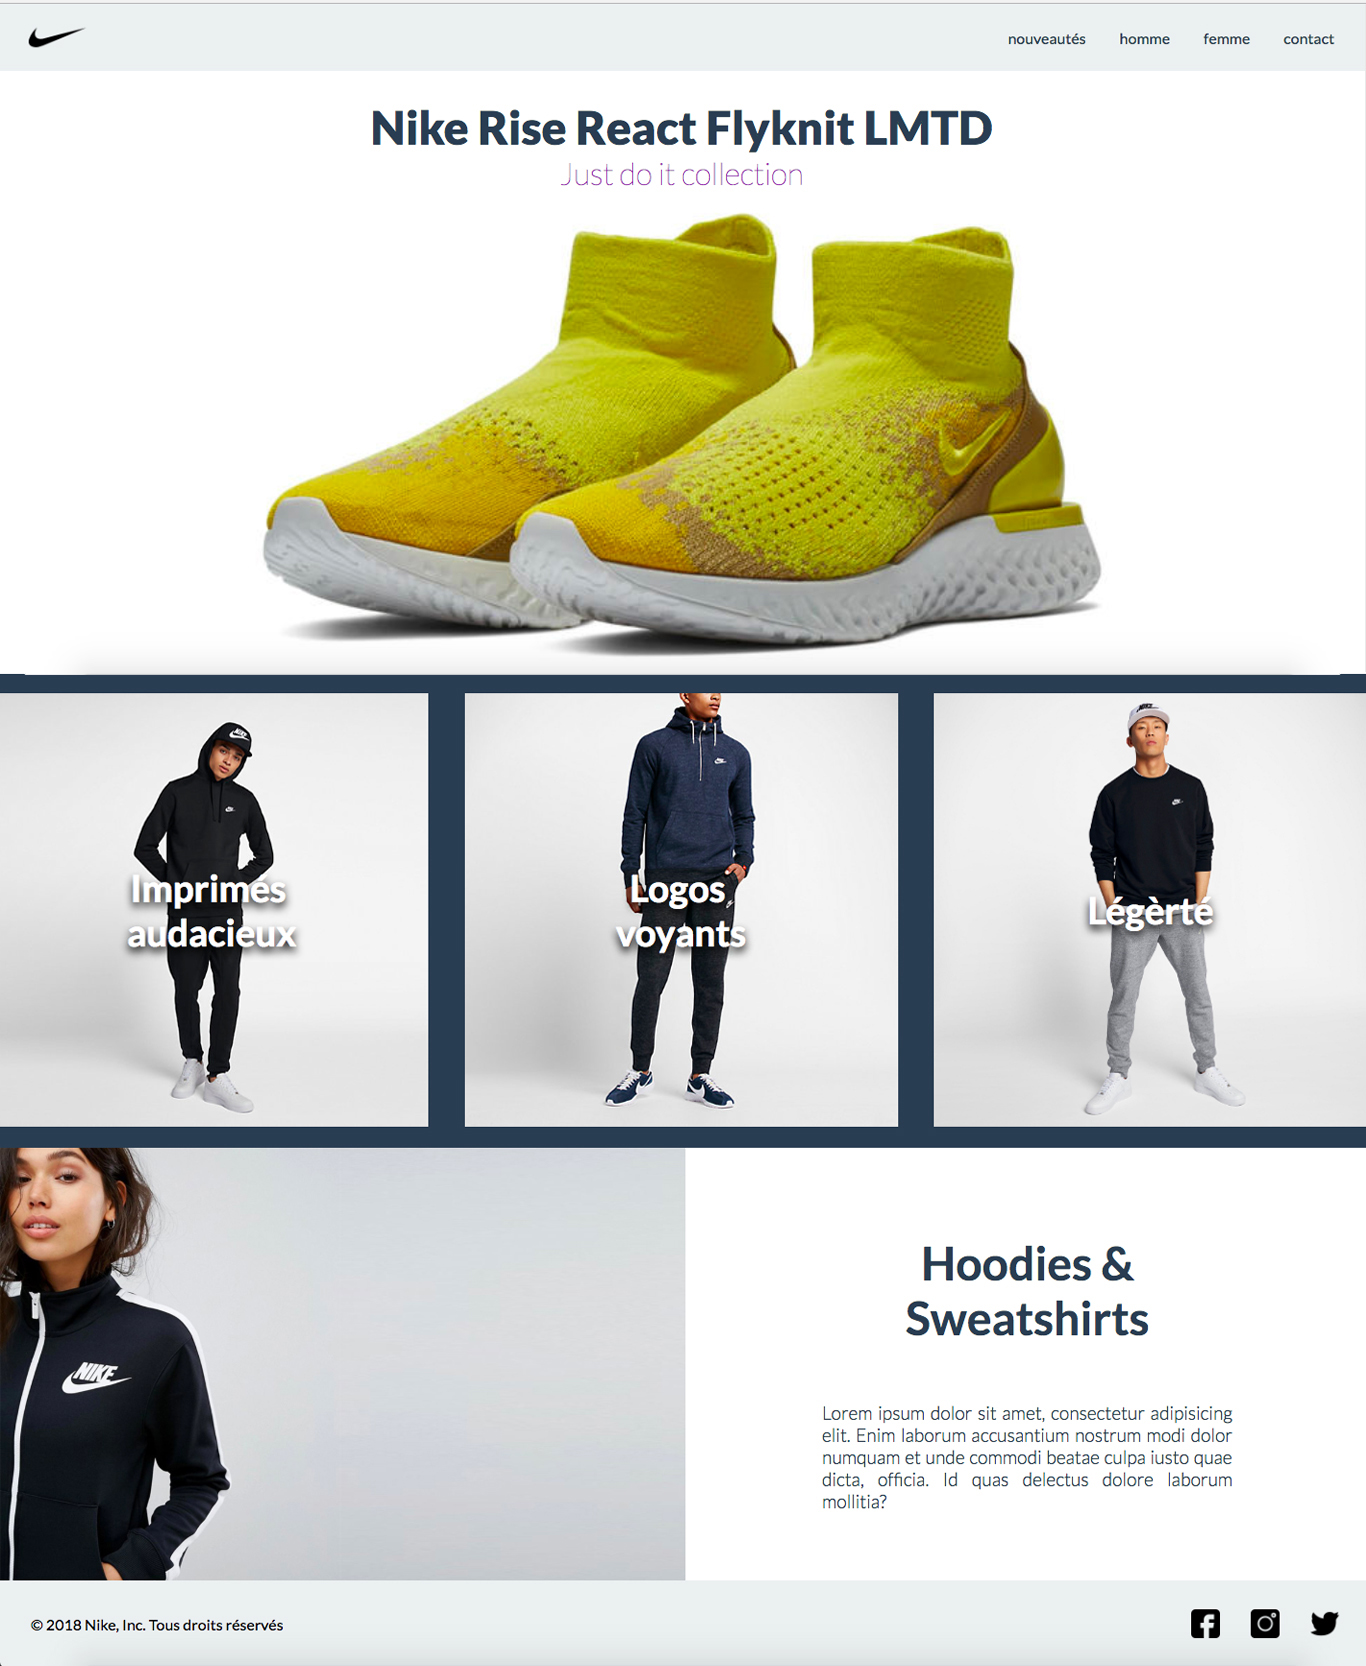 nouveautés homme femme contact
Nike Rise React Flyknit LMTD
Just do it collection
Imprimés
audacieux
Logos
voyants
Légèrté
NIKE
Hoodies &
Sweatshirts
Lorem ipsum dolor sit amet, consectetur adipisicing
elit. Enim laborum accusantium nostrum modi dolor
numquam et unde commodi beatae culpa iusto quae
dicta, officia. Id quas delectus dolore laborum
mollitia?
© 2018 Nike, Inc. Tous droits réservés